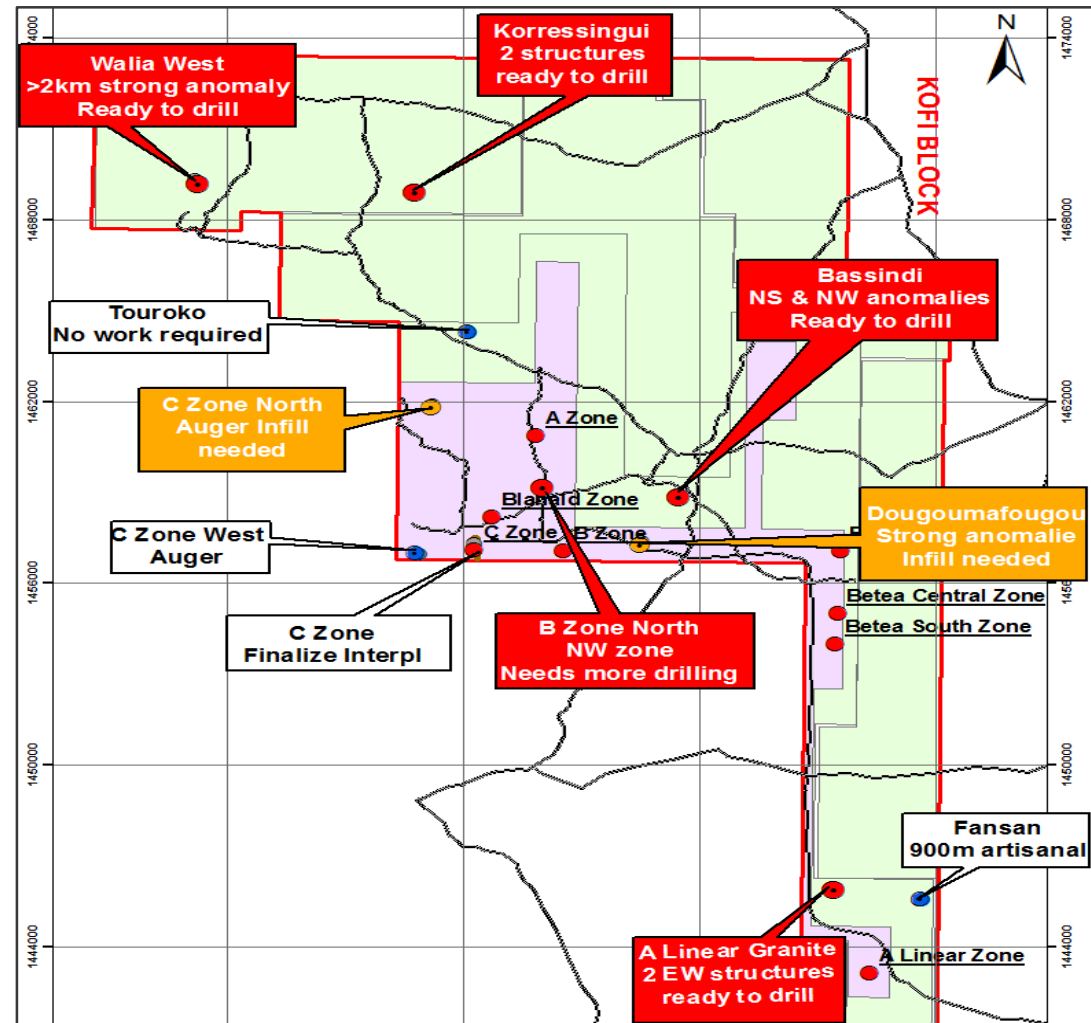 Walia West
>2km strong anomaly
Ready to drill
Korressingui
2 structures
ready to drill
N
1474000
1474000
KOFI BLOCK
1468000
1468000
Bassindi
NS & NW anomalies
Ready to drill
Touroko
No work required
C Zone North
Auger Infill
needed
1462000
1462000
A Zone
Blanaid Zone
C Zone
B Zone
Dougoumafougou
Strong anomalie
Infill needed
C Zone West
Auger
1456000
Betea Central Zone
Betea South Zone
C Zone
Finalize Interpl
B Zone North
NW zone
Needs more drilling
1450000
1450000
Fansan
900m artisanal
A Linear Granite
2 EW structures
ready to drill
A Linear Zone
1444000
1444000